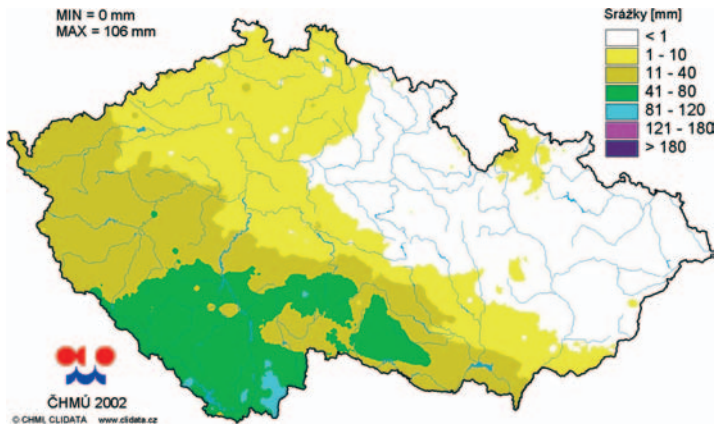 MIN = 0 mm
MAX = 106 mm
Srážky [mm]
< 1
1 - 10
11 - 40
41 - 80
81 - 120
121 - 180
> 180
ČHMÚ 2002
© CHMI, CLIDATA www.clidata.cz